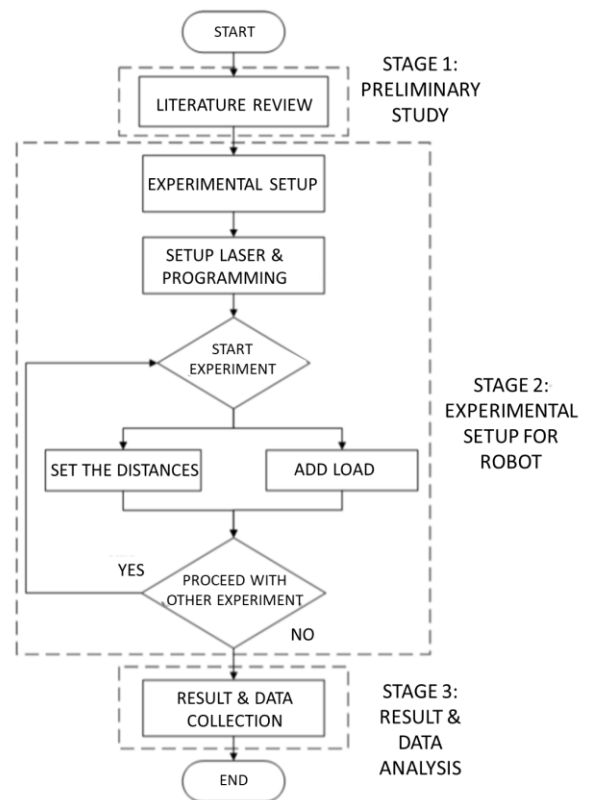 START
STAGE 1:
PRELIMINARY
STUDY
LITERATURE REVIEW
EXPERIMENTAL SETUP
SETUP LASER &
PROGRAMMING
START
EXPERIMENT
STAGE 2:
EXPERIMENTAL
SETUP FOR
ROBOT
SET THE DISTANCES
ADD LOAD
YES
PROCEED WITH
OTHER EXPERIMENT
NO
RESULT & DATA
COLLECTION
STAGE 3:
RESULT &
DATA
ANALYSIS
END